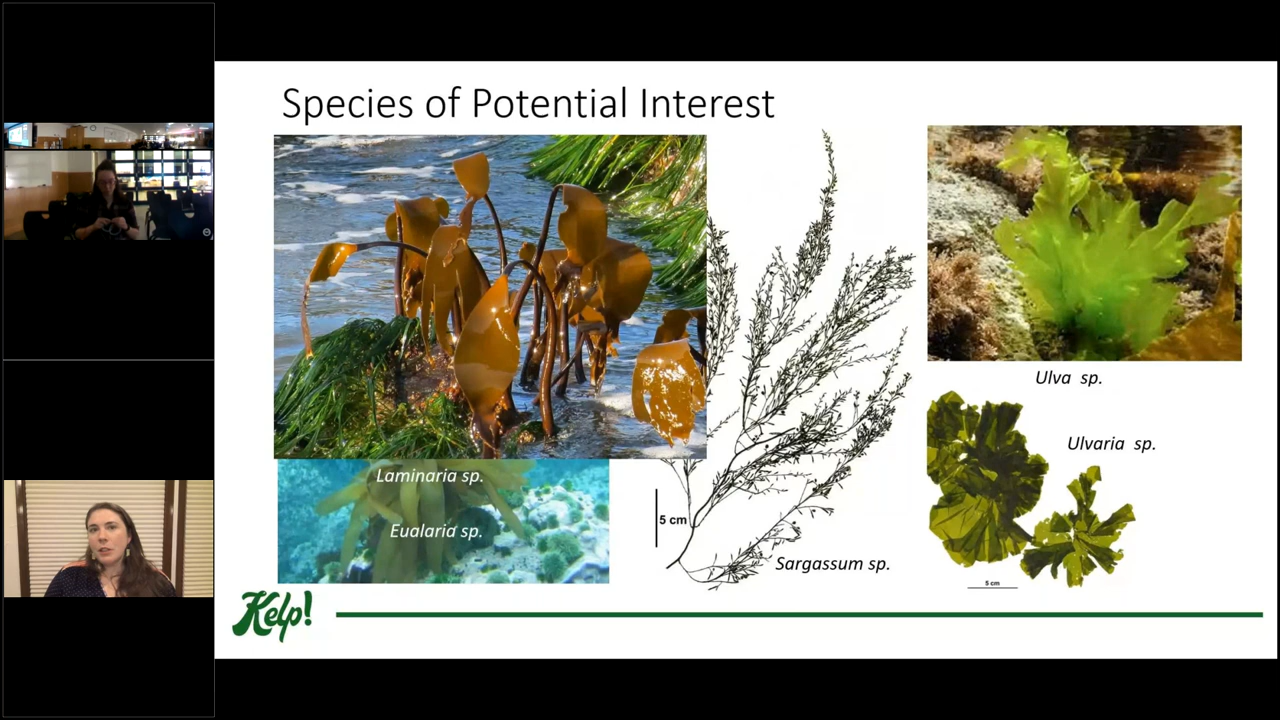 Species of Potential Interest
Laminaria sp.
Eualaria sp.
5 cm
Sargassum sp.
Ulva sp.
Ulvaria sp.
5 cm
Kelp!